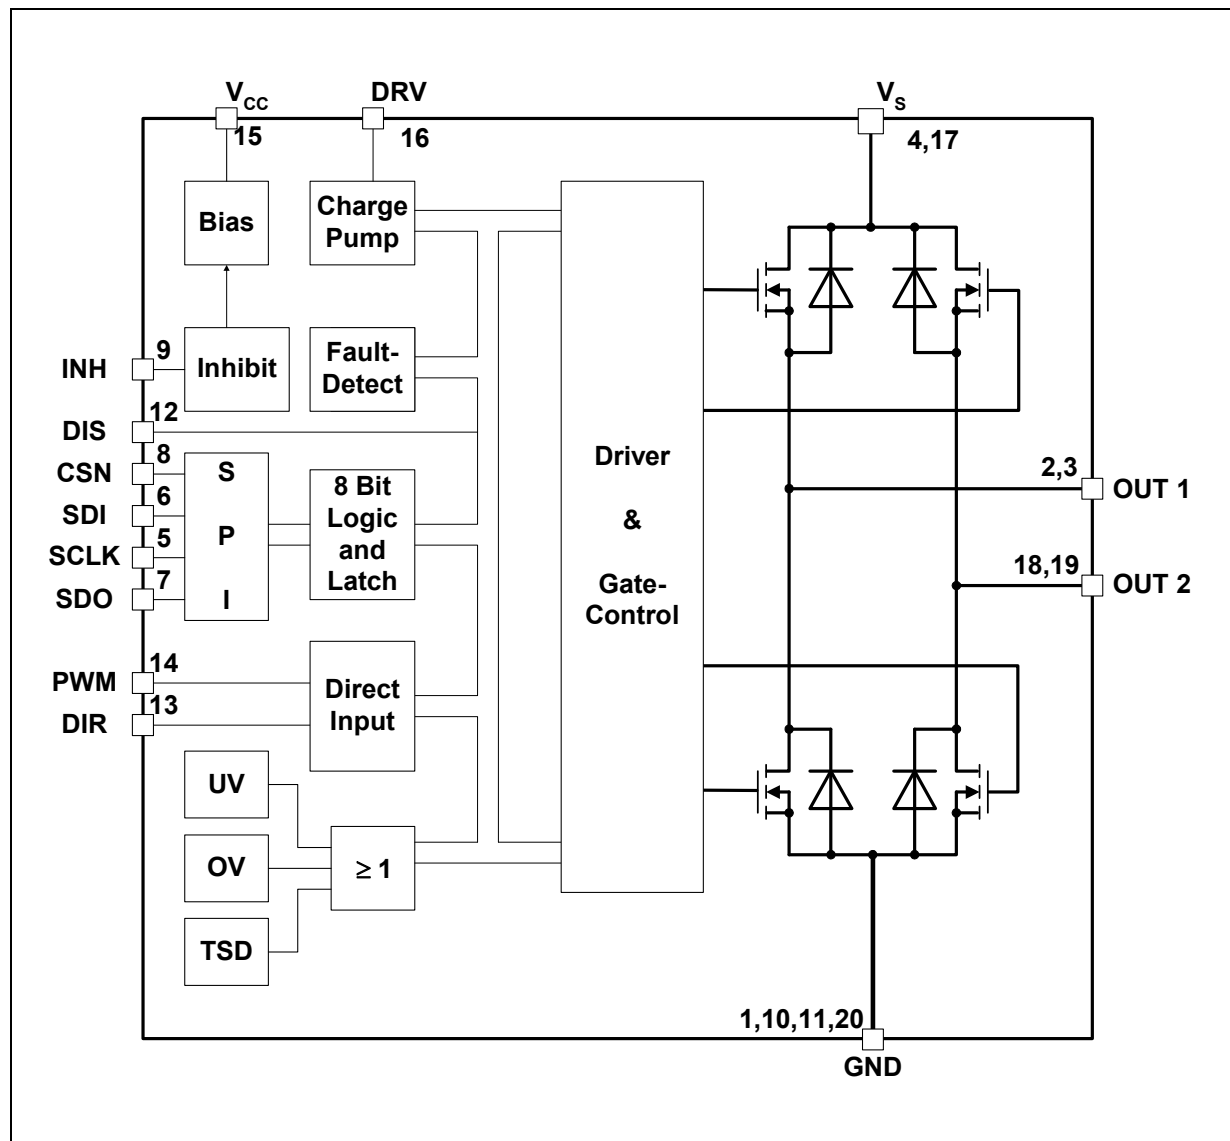 VCC
DRV
VS
15
16
4,17
Bias
Charge
Pump
INH
9
Inhibit
Fault-
Detect
DIS
12
CSN
8
SDI
6
SCLK
5
SDO
7
S
P
I
8 Bit
Logic
and
Latch
Driver
&
Gate-
Control
2,3
OUT 1
18,19
OUT 2
PWM
14
DIR
13
Direct
Input
UV
OV
TSD
≥ 1
1,10,11,20
GND